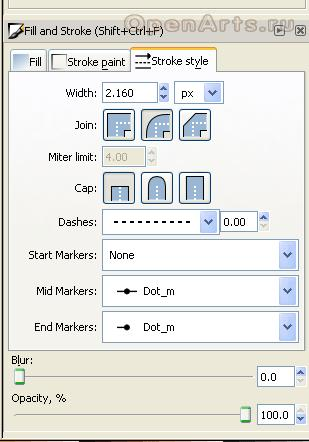 OpenArts.ru
Fill and Stroke (Shift+Ctrl+F)
Fill Stroke paint Stroke style
Width: 2.160 px
Join:
Miter limit: 4.00
Cap:
Dashes: 0.00
Start Markers: None
Mid Markers: Dot_m
End Markers: Dot_m
Blur:
0.0
Opacity, %
100.0